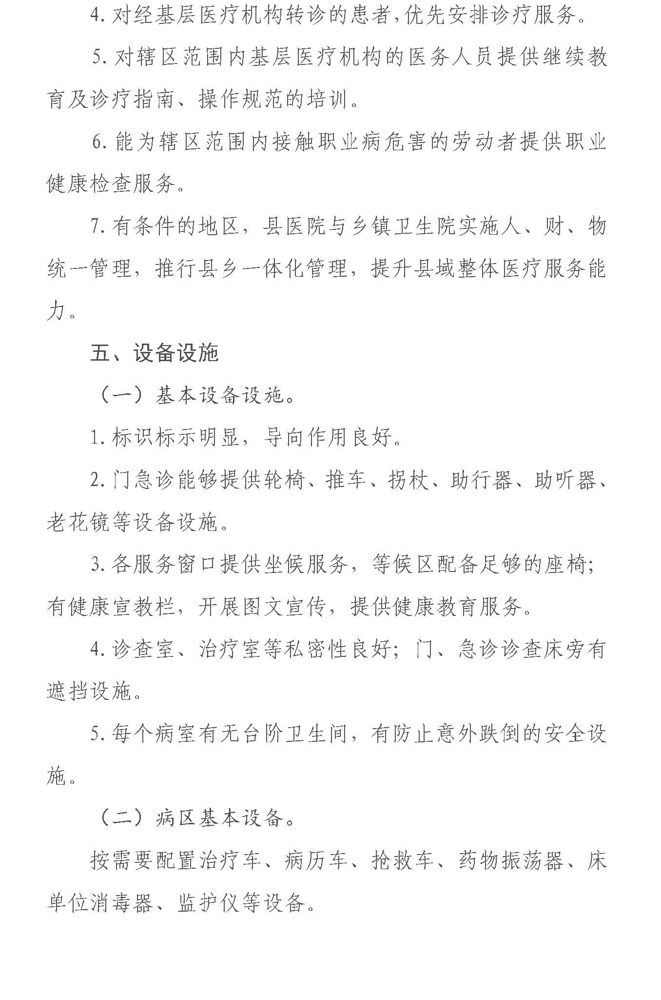 4. 对经基层医疗机构转诊的患者,优先安排诊疗服务。
5. 对辖区范围内基层医疗机构的医务人员提供继续教
育及诊疗指南、操作规范的培训。
6. 能为辖区范围内接触职业病危害的劳动者提供职业
健康检查服务。
7. 有条件的地区，县医院与乡镇卫生院实施人、财、物
统一管理，推行县乡一体化管理，提升县域整体医疗服务能
力。
五、设备设施
（一）基本设备设施。
1. 标识标示明显，导向作用良好。
2. 门急诊能够提供轮椅、推车、拐杖、助行器、助听器、
老花镜等设备设施。
3. 各服务窗口提供坐候服务，等候区配备足够的座椅；
有健康宣教栏，开展图文宣传，提供健康教育服务。
4. 诊查室、治疗室等私密性良好；门、急诊诊查床旁有
遮挡设施。
5. 每个病室有无台阶卫生间，有防止意外跌倒的安全设
施。
（二）病区基本设备。
按需要配置治疗车、病历车、抢救车、药物振荡器、床
单位消毒器、监护仪等设备。